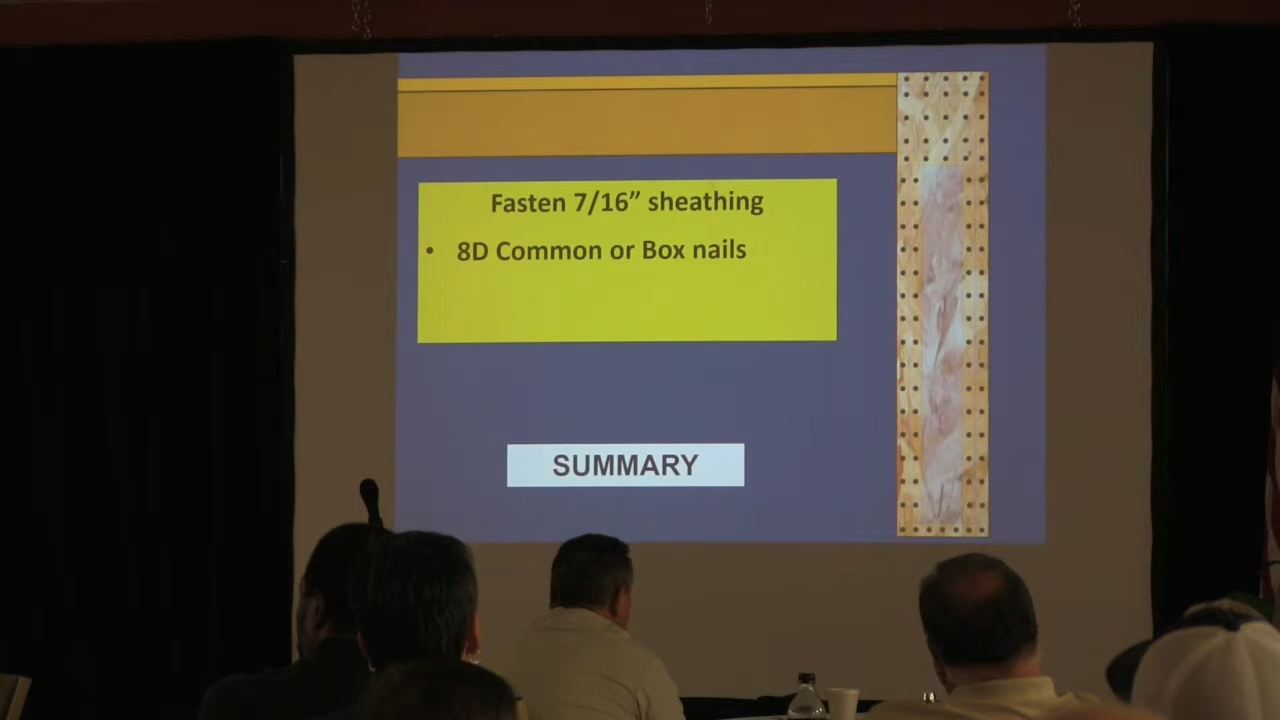 Fasten 7/16” sheathing
• 8D Common or Box nails
SUMMARY